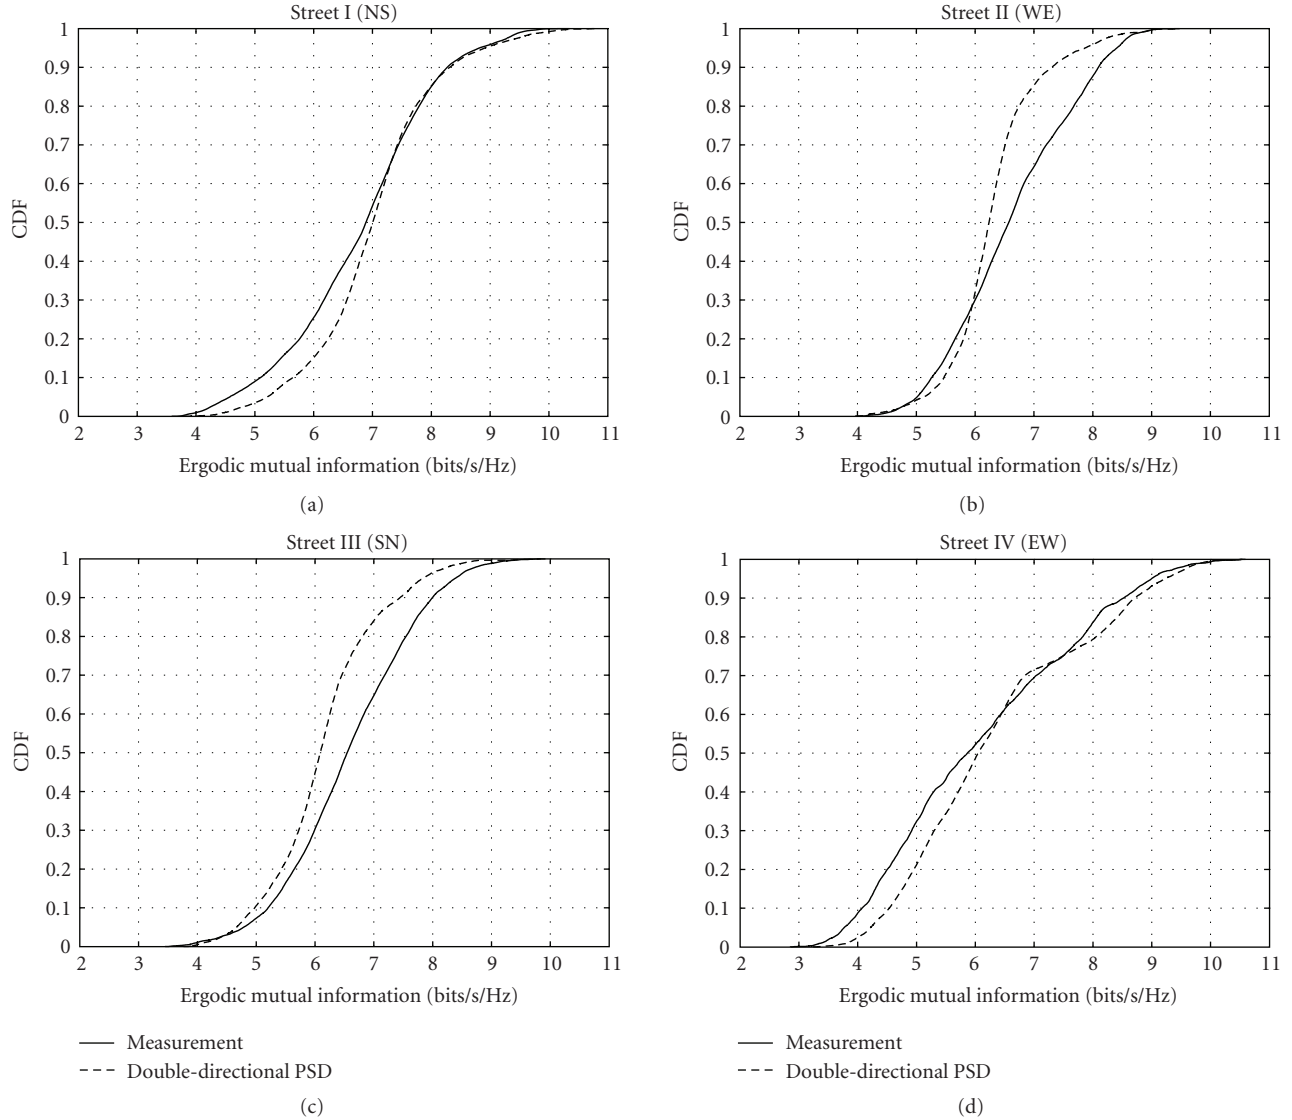 Street I (NS)
1
0.9
0.8
0.7
0.6
0.5
0.4
0.3
0.2
0.1
0
CDF
2 3 4 5 6 7 8 9 10 11
Ergodic mutual information (bits/s/Hz)
(a)
Street II (WE)
1
0.9
0.8
0.7
0.6
0.5
0.4
0.3
0.2
0.1
0
CDF
2 3 4 5 6 7 8 9 10 11
Ergodic mutual information (bits/s/Hz)
(b)
Street III (SN)
1
0.9
0.8
0.7
0.6
0.5
0.4
0.3
0.2
0.1
0
CDF
2 3 4 5 6 7 8 9 10 11
Ergodic mutual information (bits/s/Hz)
Measurement
Double-directional PSD
(c)
Street IV (EW)
1
0.9
0.8
0.7
0.6
0.5
0.4
0.3
0.2
0.1
0
CDF
2 3 4 5 6 7 8 9 10 11
Ergodic mutual information (bits/s/Hz)
Measurement
Double-directional PSD
(d)